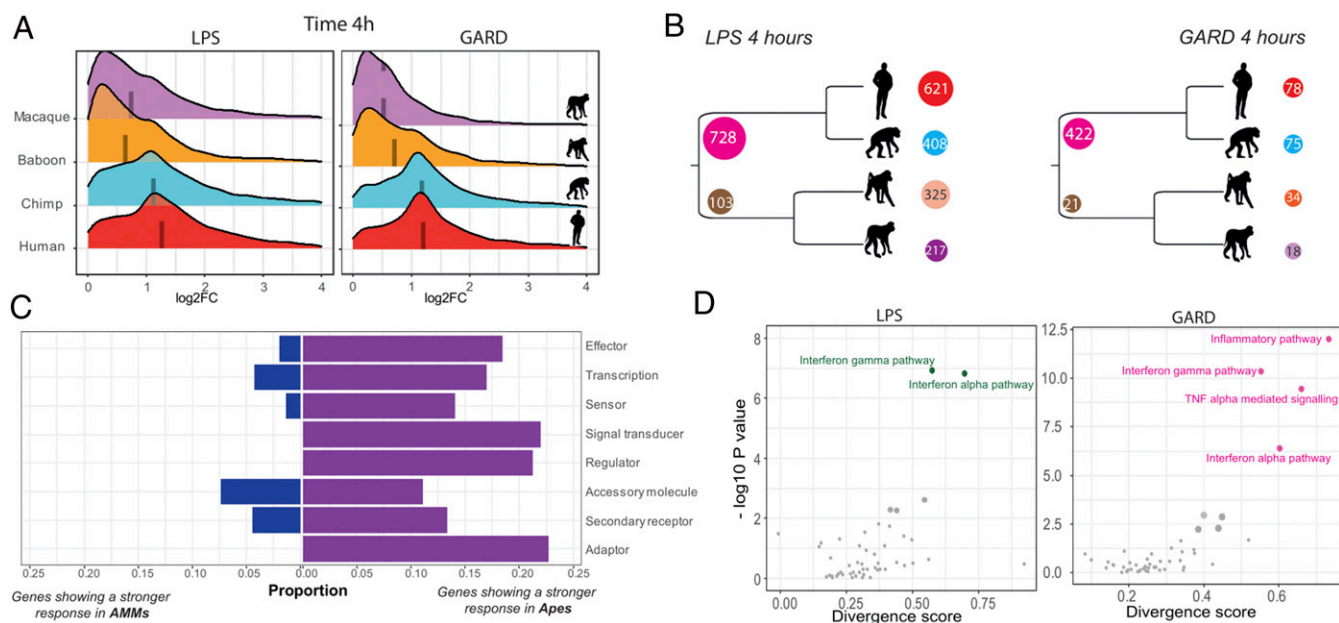 A
Time 4h
LPS
GARD
Macaque
Baboon
Chimp
Human
0 1 2 3 4
0 1 2 3 4
log2FC
log2FC
B
LPS 4 hours
GARD 4 hours
728
103
621
408
325
217
422
21
78
75
34
18
C
Effector
Transcription
Sensor
Signal transducer
Regulator
Accessory molecule
Secondary receptor
Adaptor
0.25 0.20 0.15 0.10 0.05 0.00 0.05 0.10 0.15 0.20 0.25
Proportion
Genes showing a stronger
response in AMMs
Genes showing a stronger
response in Apes
D
LPS
GARD
- log10 P value
8
6
4
2
0
Interferon gamma pathway
Interferon alpha pathway
0.00 0.25 0.50 0.75
Divergence score
12.5
10.0
7.5
5.0
2.5
0.0
Inflammatory pathway
Interferon gamma pathway
TNF alpha mediated signalling
Interferon alpha pathway
0.2 0.4 0.6
Divergence score